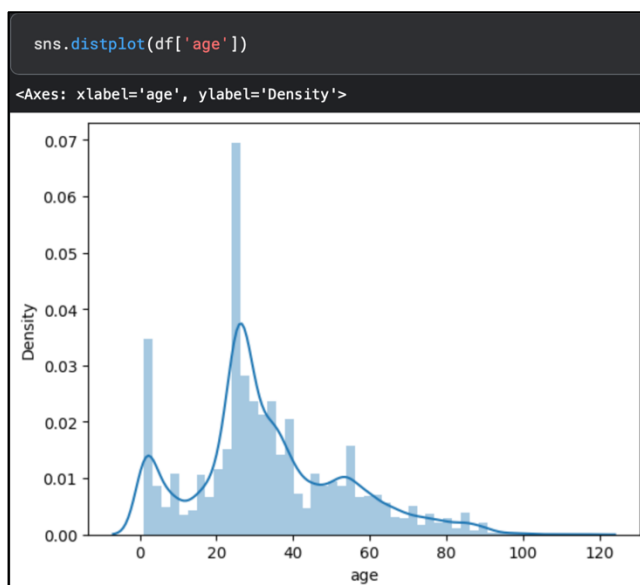 sns.distplot(df['age'])
<Axes: xlabel='age', ylabel='Density'>
0.07
0.06
0.05
0.04
0.03
0.02
0.01
0.00
Density
0 20 40 60 80 100 120
age